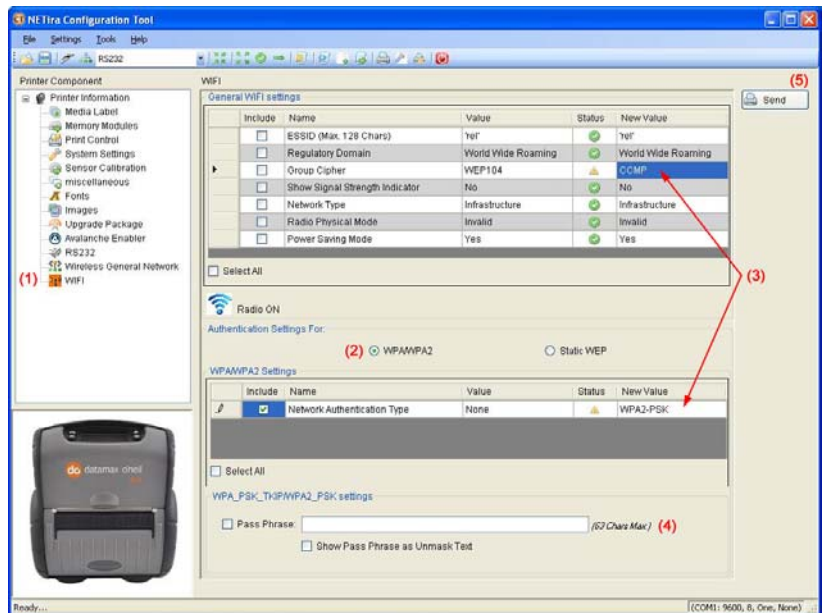 NETira Configuration Tool
File Settings Tools Help
RS232
Printer Component
Printer Information
Media Label
Memory Modules
Print Control
System Settings
Sensor Calibration
miscellaneous
Fonts
Images
Upgrade Package
Avalanche Enabler
RS232
Wireless General Network
(1) WIFI
WIFI
General WiFi settings
Include Name Value Status New Value
ESSID (Max. 128 Chars) 'rel' 'rel'
Regulatory Domain World Wide Roaming World Wide Roaming
Group Cipher WEP104 CCMP
Show Signal Strength Indicator No No
Network Type Infrastructure Infrastructure
Radio Physical Mode Invalid Invalid
Power Saving Mode Yes Yes
Select All
(3)
Radio ON
Authentication Settings For:
(2) WPA/WPA2 Static WEP
WPA/WPA2 Settings
Include Name Value Status New Value
Network Authentication Type None WPA2-PSK
Select All
WPA_PSK_TKIP/WPA2_PSK settings
Pass Phrase: (63 Chars Max.) (4)
Show Pass Phrase as Unmask Text
(5)
Send
do datamax o'neil
Ready...
(COM1: 9600, 8, One, None)